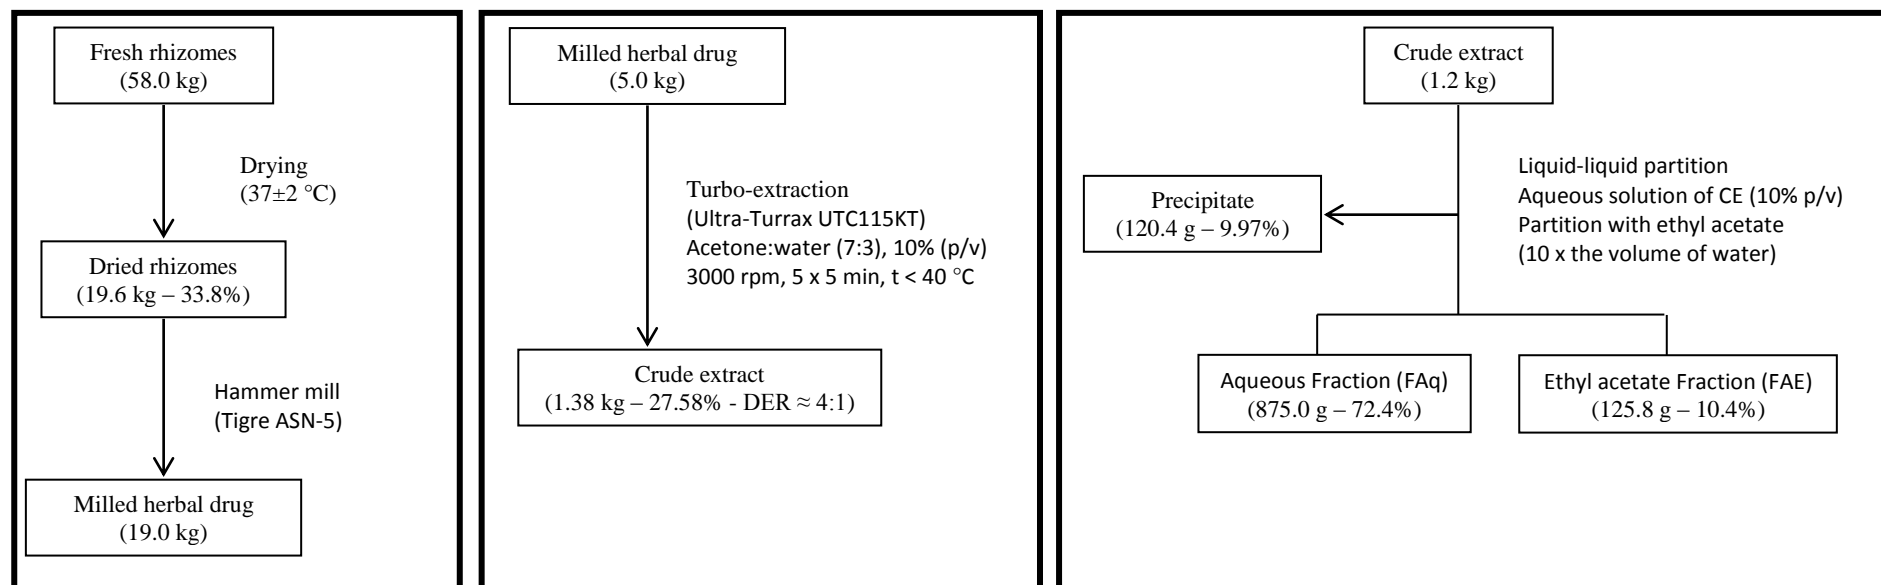 Fresh rhizomes
(58.0 kg)
Drying
(37±2 °C)
Dried rhizomes
(19.6 kg – 33.8%)
Hammer mill
(Tigre ASN-5)
Milled herbal drug
(19.0 kg)
Milled herbal drug
(5.0 kg)
Turbo-extraction
(Ultra-Turrax UTC115KT)
Acetone:water (7:3), 10% (p/v)
3000 rpm, 5 x 5 min, t < 40 °C
Crude extract
(1.38 kg – 27.58% - DER ≈ 4:1)
Crude extract
(1.2 kg)
Liquid-liquid partition
Aqueous solution of CE (10% p/v)
Partition with ethyl acetate
(10 x the volume of water)
Precipitate
(120.4 g – 9.97%)
Aqueous Fraction (FAq)
(875.0 g – 72.4%)
Ethyl acetate Fraction (FAE)
(125.8 g – 10.4%)